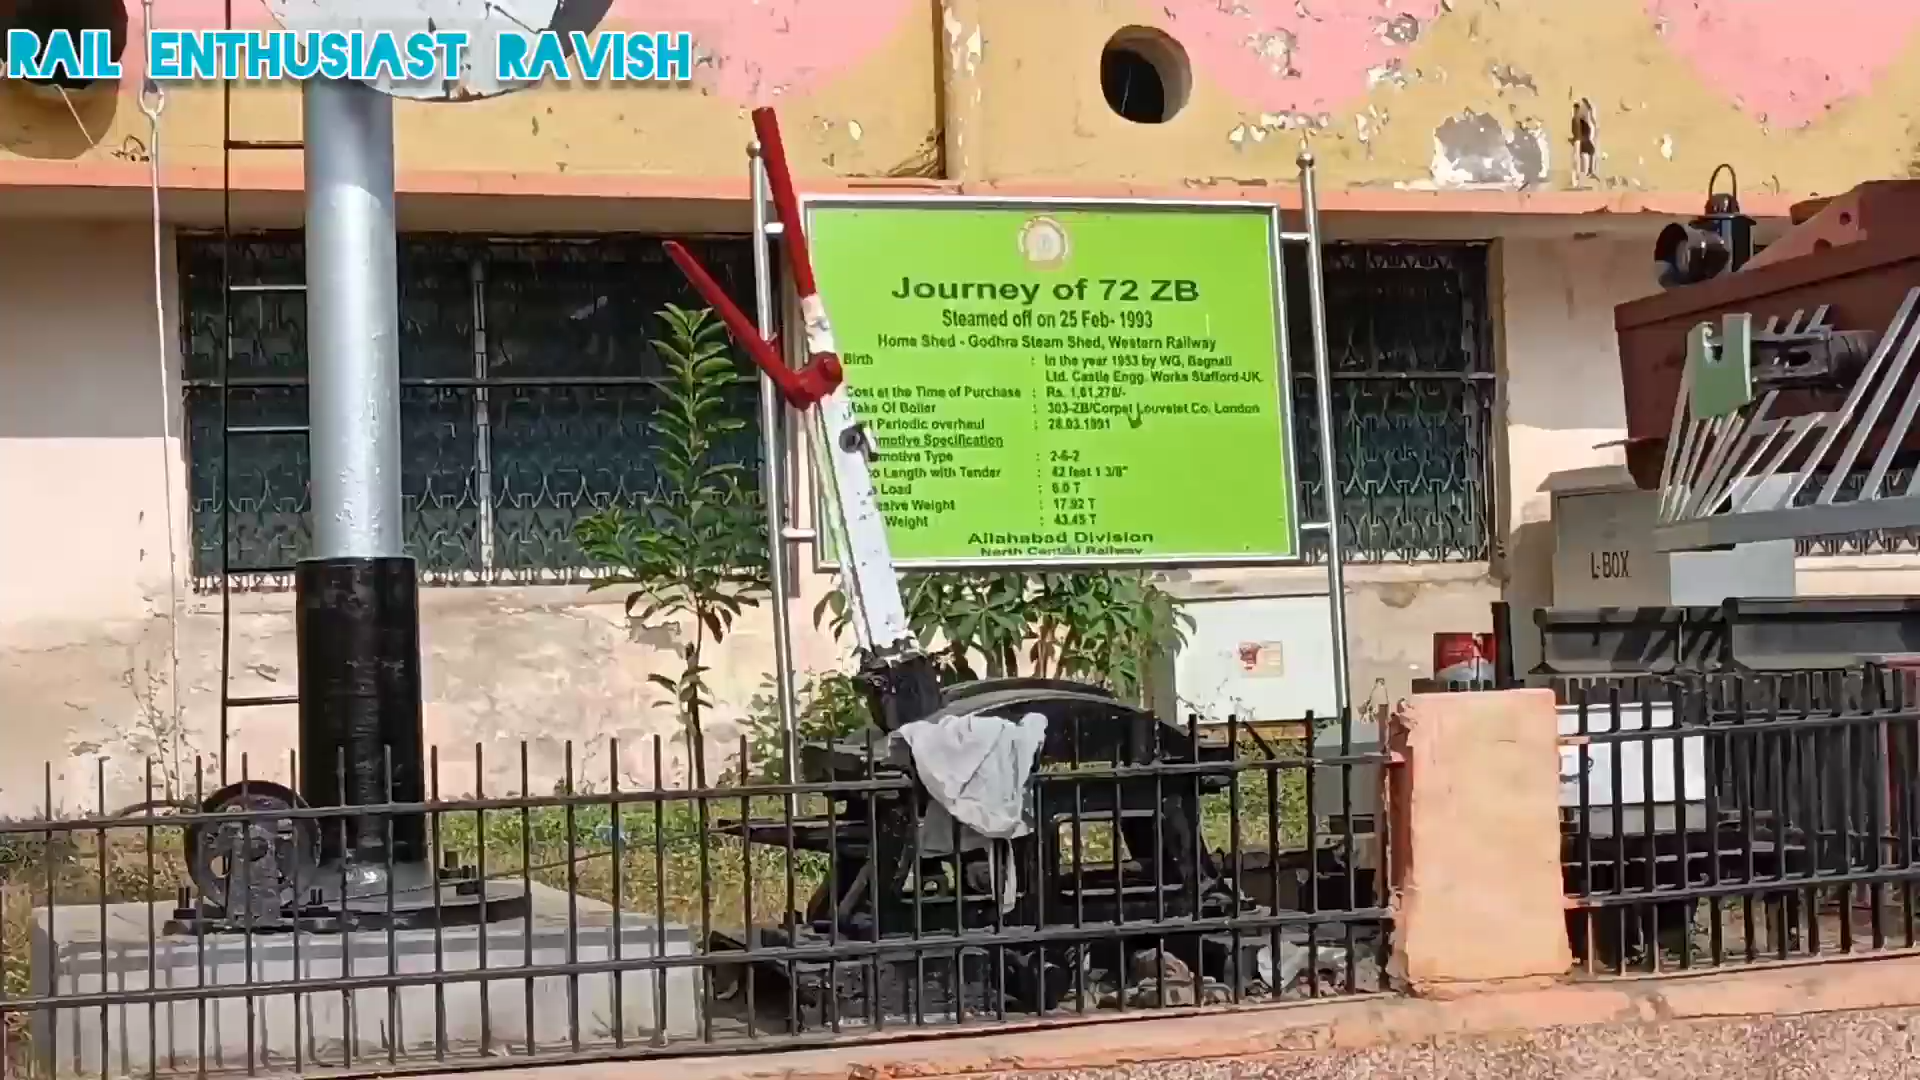 RAIL ENTHUSIAST RAVISH
Journey of 72 ZB
Steamed off on 25 Feb- 1993
Home Shed - Godhra Steam Shed, Western Railway
Birth : In the year 1953 by WG, Bagnall
Ltd. Castle Engg. Works Stafford-UK.
Cost at the Time of Purchase : Rs. 1,61,278/-
Make Of Boiler : 303-ZB/Corpet Louvelet Co. London
Periodic overhaul : 28.03.1991
Specification
Type : 2-6-2
Length with Tender : 42 feet 1 3/8"
Load : 6.0 T
Weight : 17.92 T
Weight : 43.45 T
Allahabad Division
North Central Railway
L-BOX